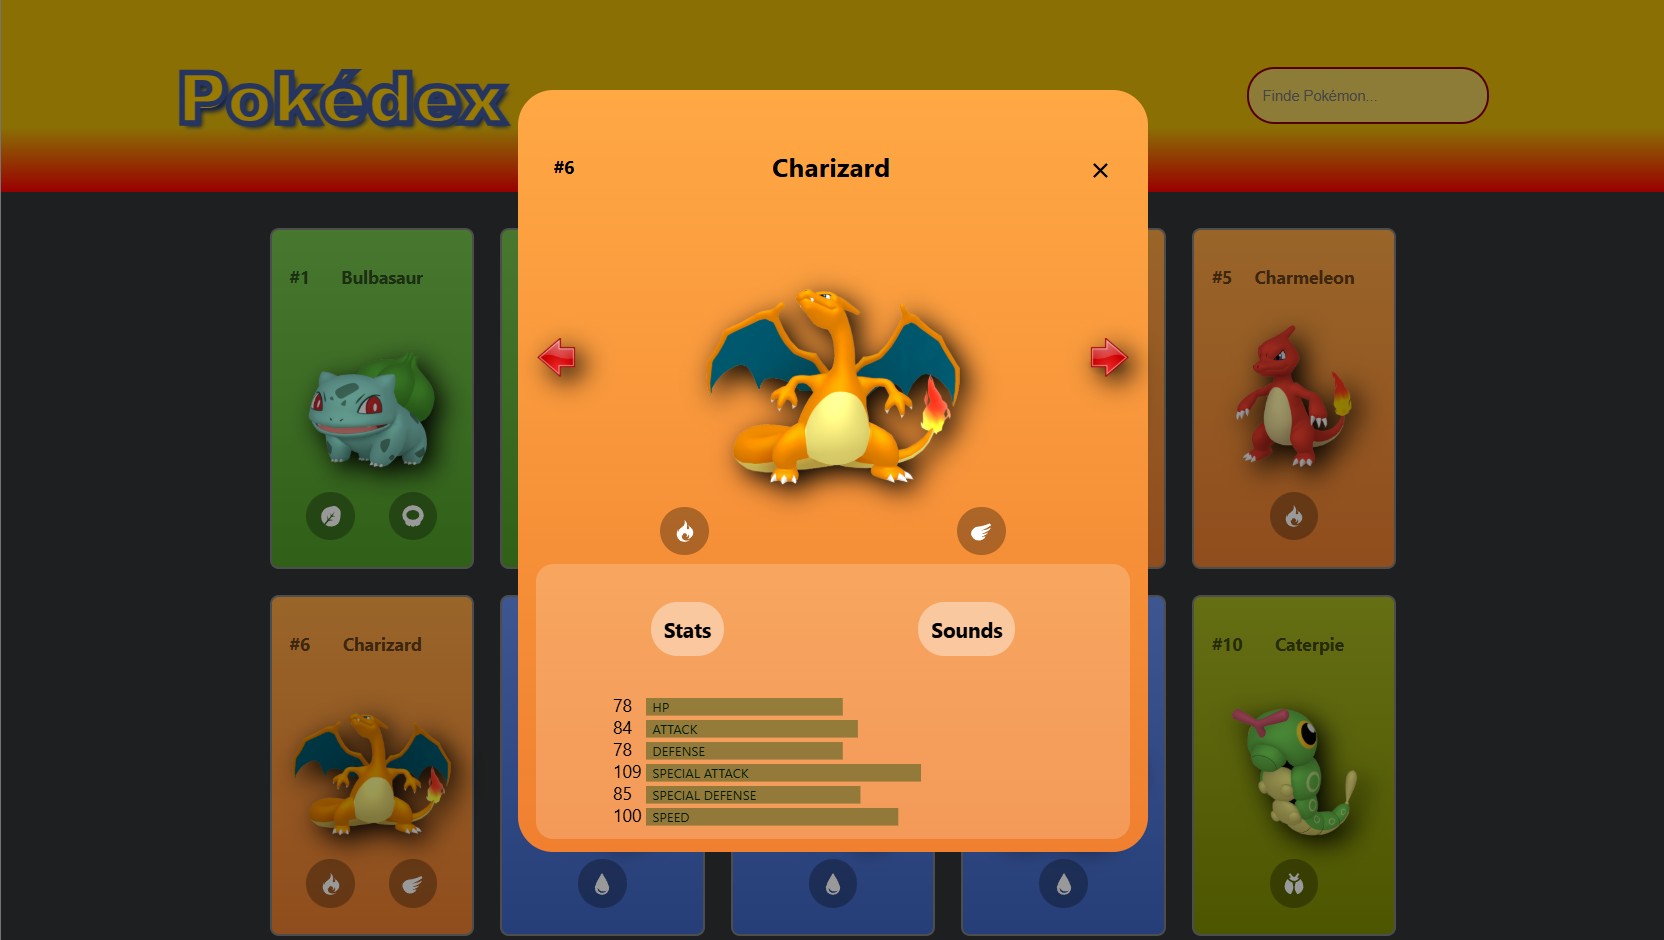 Pokédex
Finde Pokémon...
#6 Charizard ×
#1 Bulbasaur
#5 Charmeleon
Stats
Sounds
78 HP
84 ATTACK
78 DEFENSE
109 SPECIAL ATTACK
85 SPECIAL DEFENSE
100 SPEED
#6 Charizard
#10 Caterpie